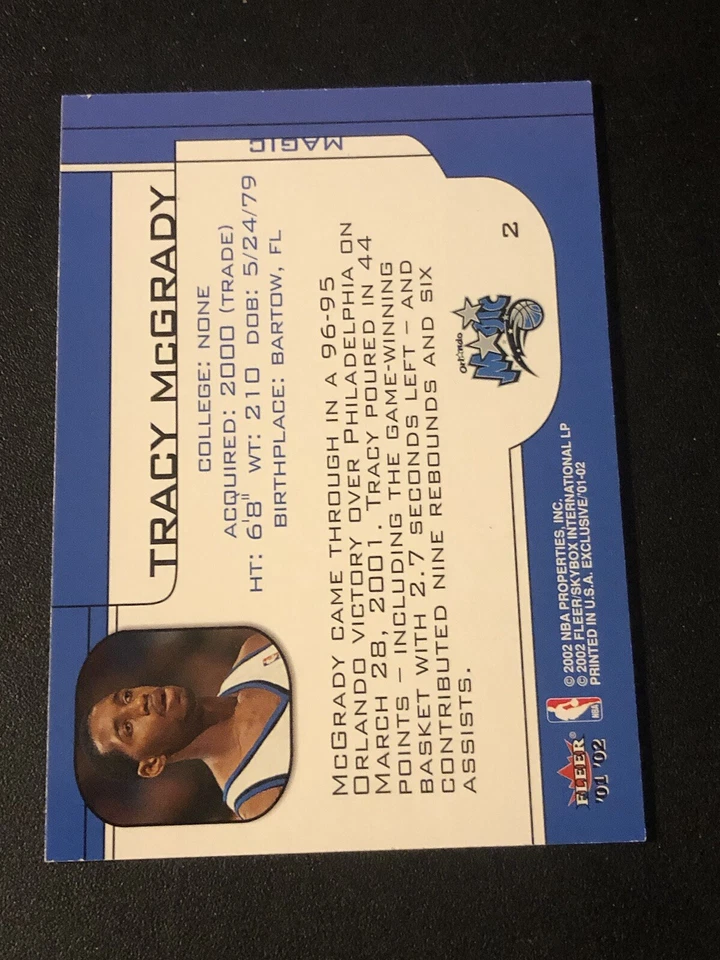 MAGIC
TRACY MCGRADY
COLLEGE: NONE
ACQUIRED: 2000 (TRADE)
HT: 6'8" WT: 210 DOB: 5/24/79
BIRTHPLACE: BARTOW, FL
MCGRADY CAME THROUGH IN A 96-95
ORLANDO VICTORY OVER PHILADELPHIA ON
MARCH 28, 2001. TRACY POURED IN 44
POINTS – INCLUDING THE GAME-WINNING
BASKET WITH 2.7 SECONDS LEFT – AND
CONTRIBUTED NINE REBOUNDS AND SIX
ASSISTS.
2
Orlando
MAGIC
FLEER
'01 '02
NBA
© 2002 NBA PROPERTIES, INC.
© 2002 FLEER/SKYBOX INTERNATIONAL LP
PRINTED IN U.S.A. EXCLUSIVE/'01-02